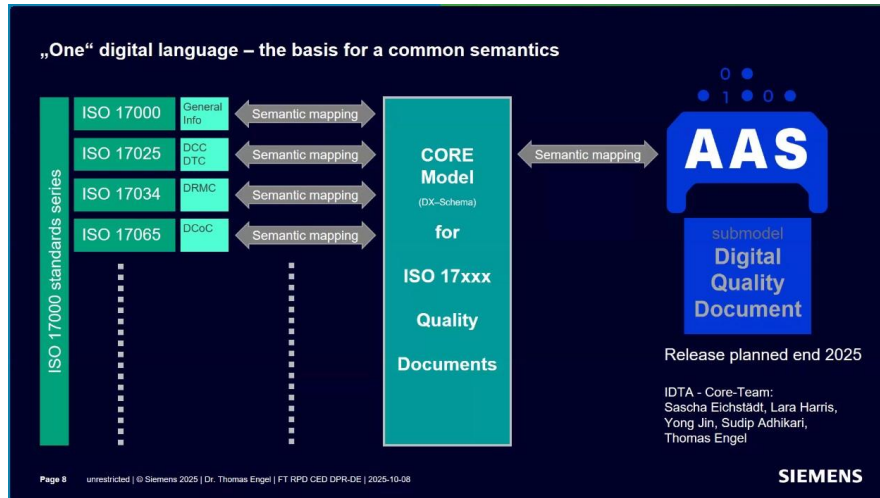 „One“ digital language – the basis for a common semantics
ISO 17000 standards series
ISO 17000
General
Info
Semantic mapping
ISO 17025
DCC
DTC
Semantic mapping
ISO 17034
DRMC
Semantic mapping
ISO 17065
DCoC
Semantic mapping
CORE
Model
(DX–Schema)
for
ISO 17xxx
Quality
Documents
Semantic mapping
0
1 0
AAS
submodel
Digital
Quality
Document
Release planned end 2025
IDTA - Core-Team:
Sascha Eichstädt, Lara Harris,
Yong Jin, Sudip Adhikari,
Thomas Engel
Page 8 unrestricted | © Siemens 2025 | Dr. Thomas Engel | FT RPD CED DPR-DE | 2025-10-08
SIEMENS